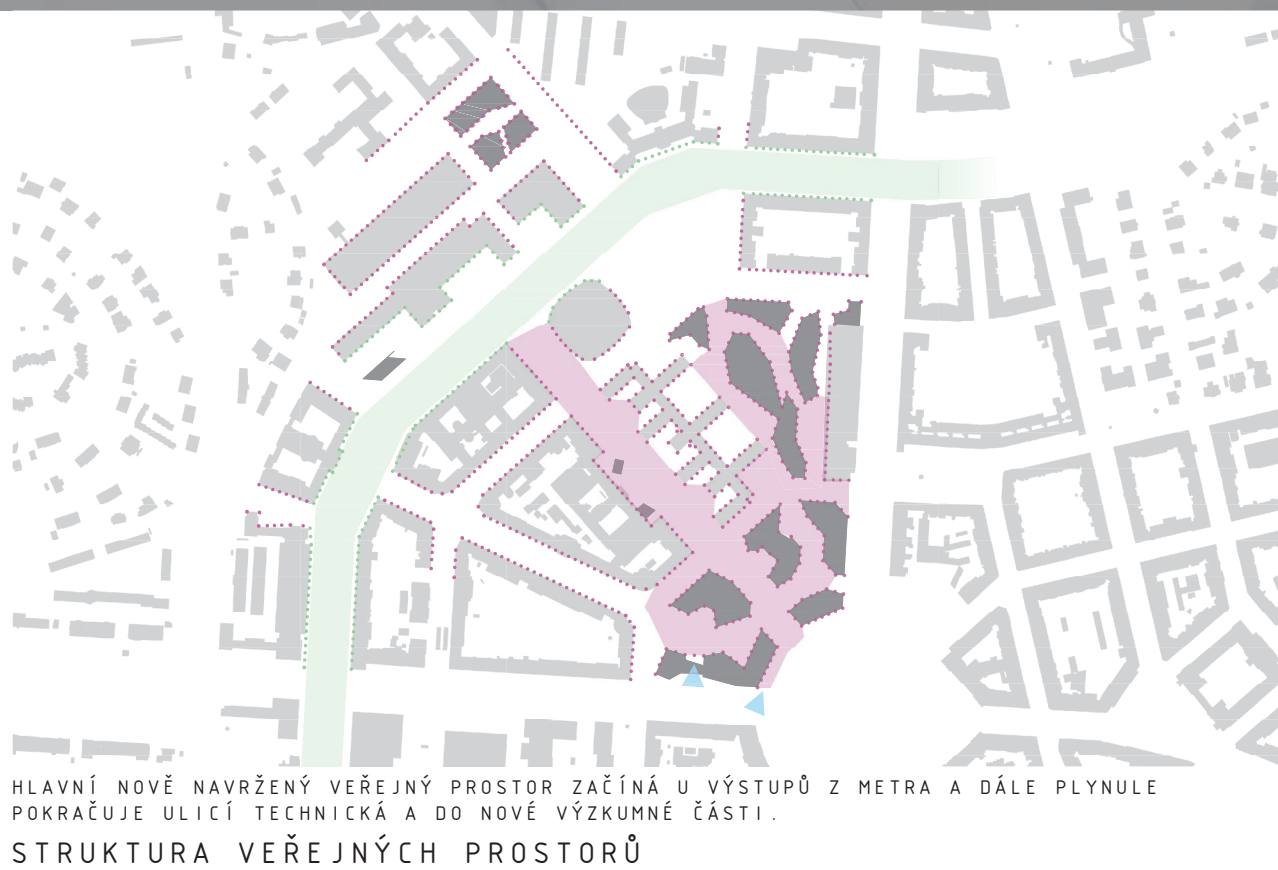 HLAVNÍ NOVĚ NAVRŽENÝ VEŘEJNÝ PROSTOR ZAČÍNÁ U VÝSTUPŮ Z METRA A DÁLE PLYNULE
POKRAČUJE ULICÍ TECHNICKÁ A DO NOVÉ VÝZKUMNÉ ČÁSTI.
STRUKTURA VEŘEJNÝCH PROSTORŮ